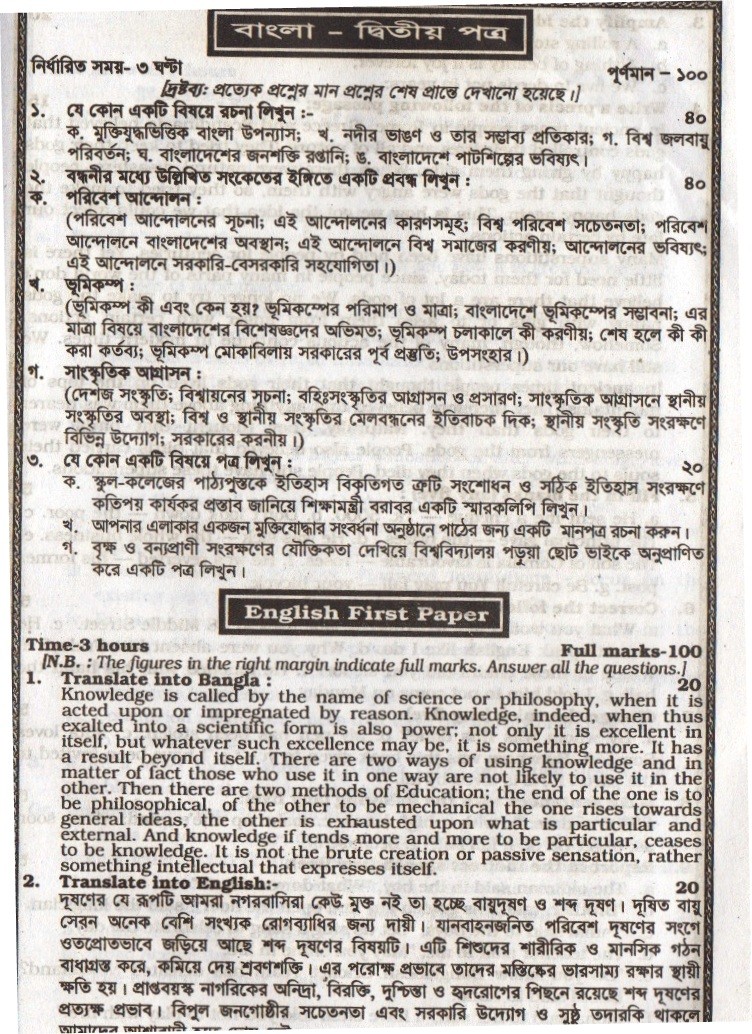 বাংলা – দ্বিতীয় পত্র
নির্ধারিত সময়- ৩ ঘণ্টা পূর্ণমান – ১০০
[দ্রষ্টব্য: প্রত্যেক প্রশ্নের মান প্রশ্নের শেষ প্রান্তে দেখানো হয়েছে।]
১. যে কোন একটি বিষয়ে রচনা লিখুন :- ৪০
ক. মুক্তিযুদ্ধভিত্তিক বাংলা উপন্যাস; খ. নদীর ভাঙণ ও তার সম্ভাব্য প্রতিকার; গ. বিশ্ব জলবায়ু
পরিবর্তন; ঘ. বাংলাদেশের জনশক্তি রপ্তানি; ঙ. বাংলাদেশে পাটশিল্পের ভবিষ্যৎ।
২. বন্ধনীর মধ্যে উল্লিখিত সংকেতের ইঙ্গিতে একটি প্রবন্ধ লিখুন : ৪০
ক. পরিবেশ আন্দোলন :
(পরিবেশ আন্দোলনের সূচনা; এই আন্দোলনের কারণসমূহ; বিশ্ব পরিবেশ সচেতনতা; পরিবেশ
আন্দোলনে বাংলাদেশের অবস্থান; এই আন্দোলনে বিশ্ব সমাজের করণীয়; আন্দোলনের ভবিষ্যৎ;
এই আন্দোলনে সরকারি-বেসরকারি সহযোগিতা।)
খ. ভূমিকম্প :
(ভূমিকম্প কী এবং কেন হয়? ভূমিকম্পের পরিমাপ ও মাত্রা; বাংলাদেশে ভূমিকম্পের সম্ভাবনা; এর
মাত্রা বিষয়ে বাংলাদেশের বিশেষজ্ঞদের অভিমত; ভূমিকম্প চলাকালে কী করণীয়; শেষ হলে কী কী
করা কর্তব্য; ভূমিকম্প মোকাবিলায় সরকারের পূর্ব প্রস্তুতি; উপসংহার।)
গ. সাংস্কৃতিক আগ্রাসন :
(দেশজ সংস্কৃতি; বিশ্বায়নের সূচনা; বহিঃসংস্কৃতির আগ্রাসন ও প্রসারণ; সাংস্কৃতিক আগ্রাসনে স্থানীয়
সংস্কৃতির অবস্থা; বিশ্ব ও স্থানীয় সংস্কৃতির মেলবন্ধনের ইতিবাচক দিক; স্থানীয় সংস্কৃতি সংরক্ষণে
বিভিন্ন উদ্যোগ; সরকারের করনীয়।)
৩. যে কোন একটি বিষয়ে পত্র লিখুন : ২০
ক. স্কুল-কলেজের পাঠ্যপুস্তকে ইতিহাস বিকৃতিগত ত্রুটি সংশোধন ও সঠিক ইতিহাস সংরক্ষণে
কতিপয় কার্যকর প্রস্তাব জানিয়ে শিক্ষামন্ত্রী বরাবর একটি স্মারকলিপি লিখুন।
খ. আপনার এলাকার একজন মুক্তিযোদ্ধার সংবর্ধনা অনুষ্ঠানে পাঠের জন্য একটি মানপত্র রচনা করুন।
গ. বৃক্ষ ও বন্যপ্রাণী সংরক্ষণের যৌক্তিকতা দেখিয়ে বিশ্ববিদ্যালয় পড়ুয়া ছোট ভাইকে অনুপ্রাণিত
করে একটি পত্র লিখুন।
English First Paper
Time-3 hours Full marks-100
[N.B. : The figures in the right margin indicate full marks. Answer all the questions.]
1. Translate into Bangla : 20
Knowledge is called by the name of science or philosophy, when it is
acted upon or impregnated by reason. Knowledge, indeed, when thus
exalted into a scientific form is also power; not only it is excellent in
itself, but whatever such excellence may be, it is something more. It has
a result beyond itself. There are two ways of using knowledge and in
matter of fact those who use it in one way are not likely to use it in the
other. Then there are two methods of Education; the end of the one is to
be philosophical, of the other to be mechanical the one rises towards
general ideas, the other is exhausted upon what is particular and
external. And knowledge if tends more and more to be particular, ceases
to be knowledge. It is not the brute creation or passive sensation, rather
something intellectual that expresses itself.
2. Translate into English:- 20
দূষণের যে রূপটি আমরা নগরবাসিরা কেউ মুক্ত নই তা হচ্ছে বায়ুদূষণ ও শব্দ দূষণ। দূষিত বায়ু
সেরন অনেক বেশি সংখ্যক রোগব্যাধির জন্য দায়ী। যানবাহনজনিত পরিবেশ দূষণের সংগে
ওতপ্রোতভাবে জড়িয়ে আছে শব্দ দূষণের বিষয়টি। এটি শিশুদের শারীরিক ও মানসিক গঠন
বাধাগ্রস্ত করে, কমিয়ে দেয় শ্রবণশক্তি। এর পরোক্ষ প্রভাবে তাদের মস্তিষ্কের ভারসাম্য রক্ষার স্থায়ী
ক্ষতি হয়। প্রাপ্তবয়স্ক নাগরিকের অনিদ্রা, বিরক্তি, দুশ্চিন্তা ও হৃদরোগের পিছনে রয়েছে শব্দ দূষণের
প্রত্যক্ষ প্রভাব। বিপুল জনগোষ্ঠীর সচেতনতা এবং সরকারি উদ্যোগ ও সুষ্ঠু তদারকি থাকলে